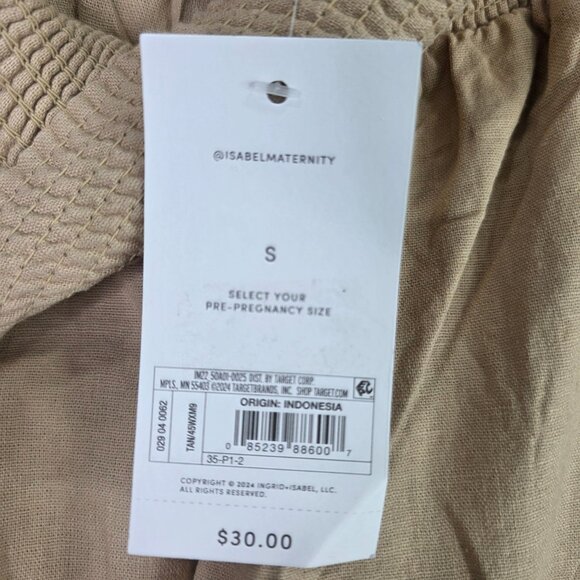 @ISABELMATERNITY
S
SELECT YOUR
PRE-PREGNANCY SIZE
IN22 50A01-0025 DIST. BY TARGET CORP
MPLS, MN 55403 ©2024 TARGETBRANDS, INC. SHOP TARGET.COM
029 04 0062
TAN/45WXM9
ORIGIN: INDONESIA
0 85239 88600 7
35-P1-2
COPYRIGHT © 2024 INGRID+ISABEL, LLC.
ALL RIGHTS RESERVED.
$30.00